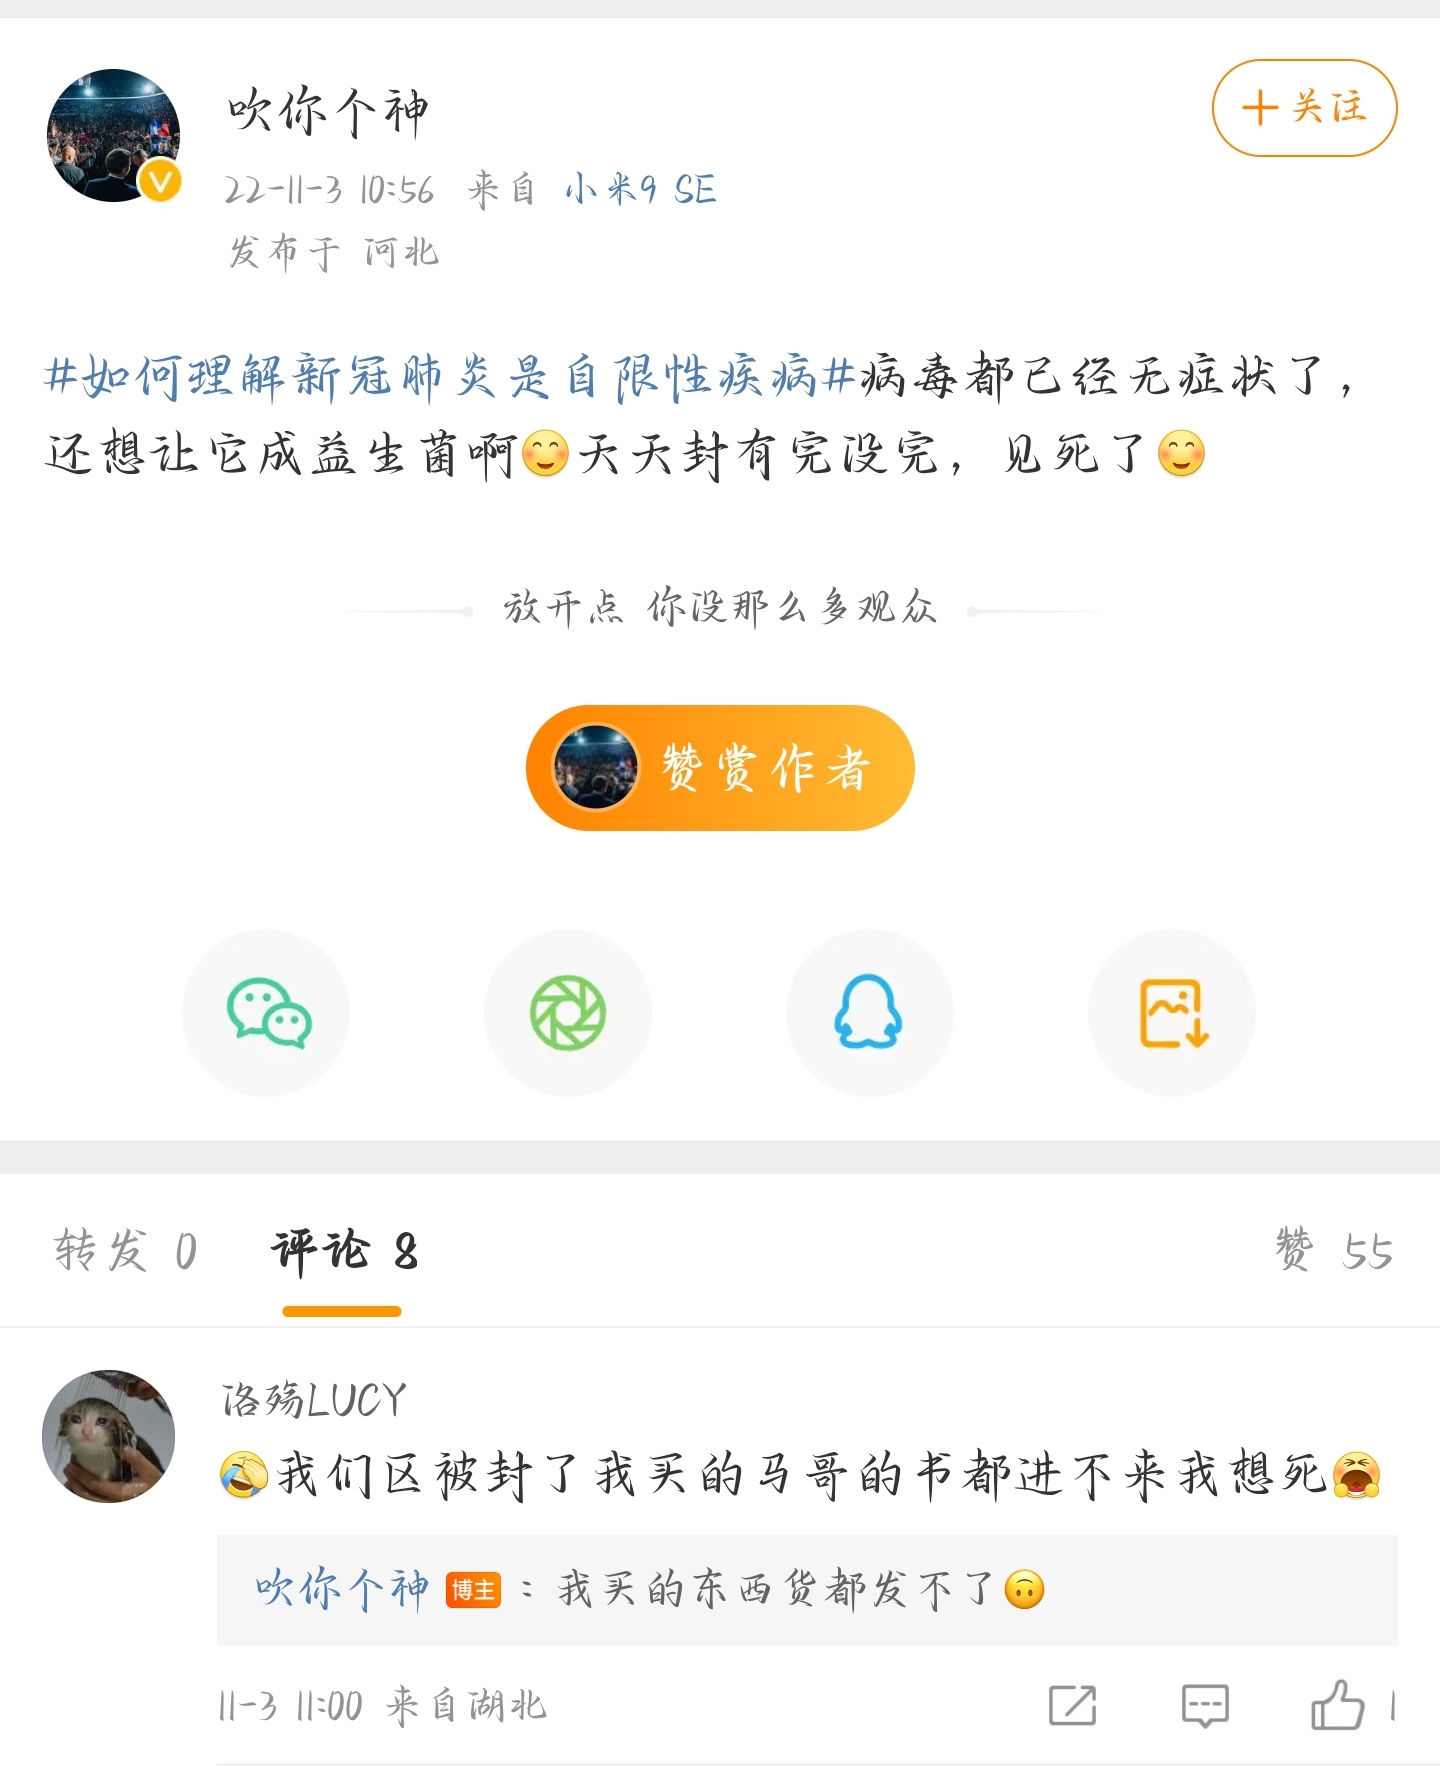 吹你个神
22-11-3 10:56 来自 小米9 SE
发布于 河北
+关注
#如何理解新冠肺炎是自限性疾病#病毒都已经无症状了，
还想让它成益生菌啊😊天天封有完没完，见死了😊
放开点 你没那么多观众
赞赏作者
转发 0 评论 8 赞 55
洛殇LUCY
🤣我们区被封了我买的马哥的书都进不来我想死😭
吹你个神 博主：我买的东西货都发不了🙂
11-3 11:00 来自湖北
1